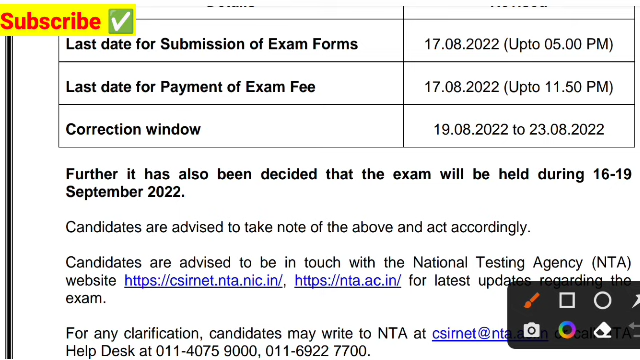 Subscribe
Last date for Submission of Exam Forms 17.08.2022 (Upto 05.00 PM)
Last date for Payment of Exam Fee 17.08.2022 (Upto 11.50 PM)
Correction window 19.08.2022 to 23.08.2022
Further it has also been decided that the exam will be held during 16-19
September 2022.
Candidates are advised to take note of the above and act accordingly.
Candidates are advised to be in touch with the National Testing Agency (NTA)
website https://csirnet.nta.nic.in/, https://nta.ac.in/ for latest updates regarding the
exam.
For any clarification, candidates may write to NTA at csirnet@nta
Help Desk at 011-4075 9000, 011-6922 7700.